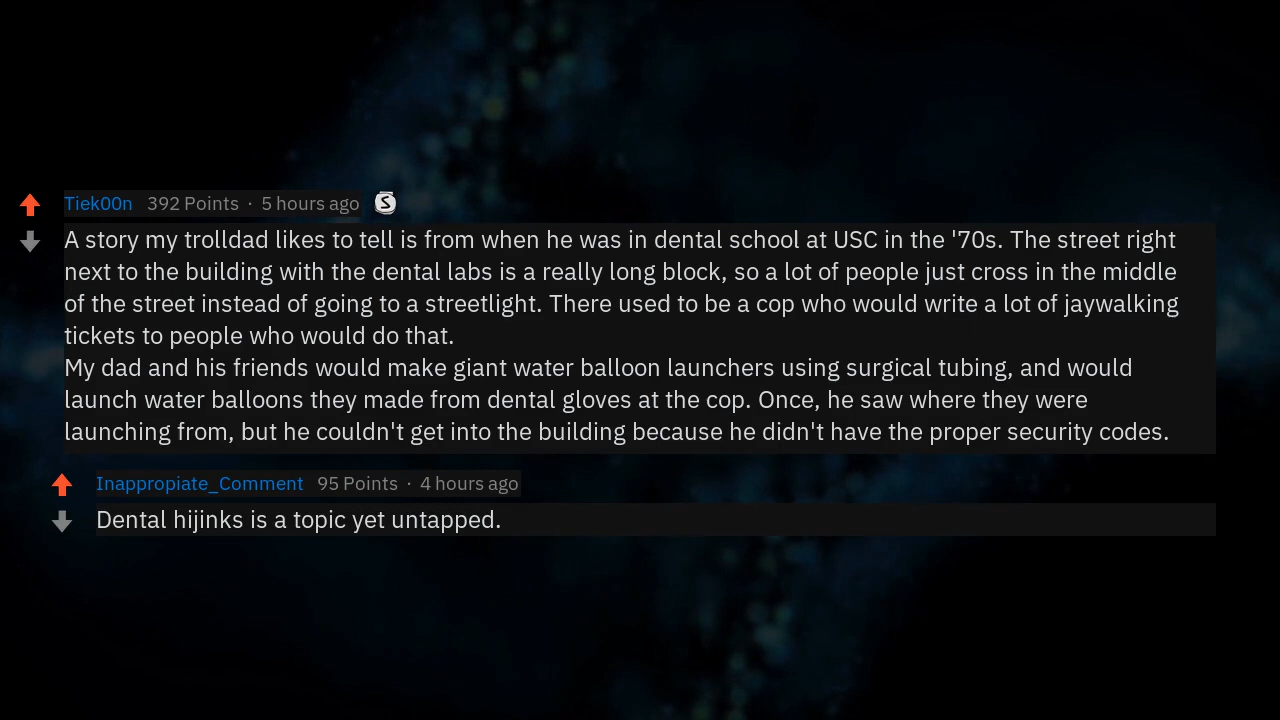 Tiek00n 392 Points · 5 hours ago S
A story my trolldad likes to tell is from when he was in dental school at USC in the '70s. The street right
next to the building with the dental labs is a really long block, so a lot of people just cross in the middle
of the street instead of going to a streetlight. There used to be a cop who would write a lot of jaywalking
tickets to people who would do that.
My dad and his friends would make giant water balloon launchers using surgical tubing, and would
launch water balloons they made from dental gloves at the cop. Once, he saw where they were
launching from, but he couldn't get into the building because he didn't have the proper security codes.
Inappropiate_Comment 95 Points · 4 hours ago
Dental hijinks is a topic yet untapped.